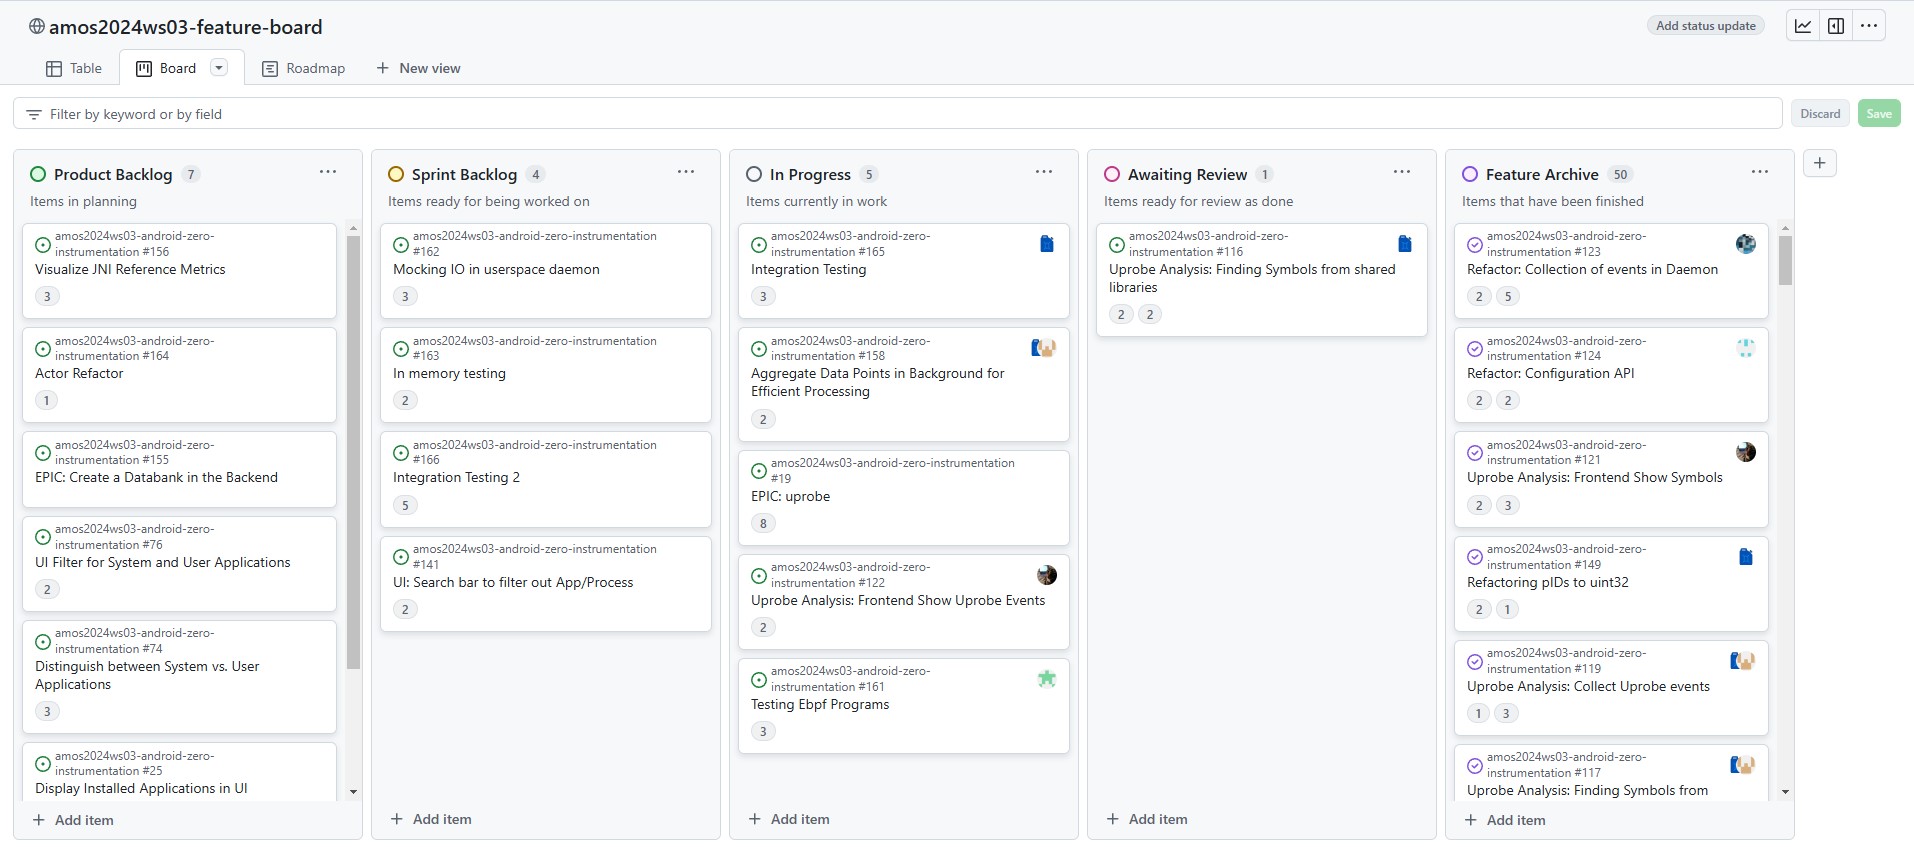 amos2024ws03-feature-board
Add status update
Table
Board
Roadmap
New view
Filter by keyword or by field
Discard
Save
Product Backlog 7
Items in planning
amos2024ws03-android-zero-
instrumentation #156
Visualize JNI Reference Metrics
3
amos2024ws03-android-zero-
instrumentation #164
Actor Refactor
1
amos2024ws03-android-zero-
instrumentation #155
EPIC: Create a Databank in the Backend
amos2024ws03-android-zero-
instrumentation #76
UI Filter for System and User Applications
2
amos2024ws03-android-zero-
instrumentation #74
Distinguish between System vs. User
Applications
3
amos2024ws03-android-zero-
instrumentation #25
Display Installed Applications in UI
Add item
Sprint Backlog 4
Items ready for being worked on
amos2024ws03-android-zero-instrumentation
#162
Mocking IO in userspace daemon
3
amos2024ws03-android-zero-instrumentation
#163
In memory testing
2
amos2024ws03-android-zero-instrumentation
#166
Integration Testing 2
5
amos2024ws03-android-zero-instrumentation
#141
UI: Search bar to filter out App/Process
2
Add item
In Progress 5
Items currently in work
amos2024ws03-android-zero-
instrumentation #165
Integration Testing
3
amos2024ws03-android-zero-
instrumentation #158
Aggregate Data Points in Background for
Efficient Processing
2
amos2024ws03-android-zero-instrumentation
#19
EPIC: uprobe
8
amos2024ws03-android-zero-
instrumentation #122
Uprobe Analysis: Frontend Show Uprobe Events
2
amos2024ws03-android-zero-
instrumentation #161
Testing Ebpf Programs
3
Add item
Awaiting Review 1
Items ready for review as done
amos2024ws03-android-zero-
instrumentation #116
Uprobe Analysis: Finding Symbols from shared
libraries
2 2
Add item
Feature Archive 50
Items that have been finished
amos2024ws03-android-zero-
instrumentation #123
Refactor: Collection of events in Daemon
2 5
amos2024ws03-android-zero-
instrumentation #124
Refactor: Configuration API
2 2
amos2024ws03-android-zero-
instrumentation #121
Uprobe Analysis: Frontend Show Symbols
2 3
amos2024ws03-android-zero-
instrumentation #149
Refactoring pIDs to uint32
2 1
amos2024ws03-android-zero-
instrumentation #119
Uprobe Analysis: Collect Uprobe events
1 3
amos2024ws03-android-zero-
instrumentation #117
Uprobe Analysis: Finding Symbols from
Add item